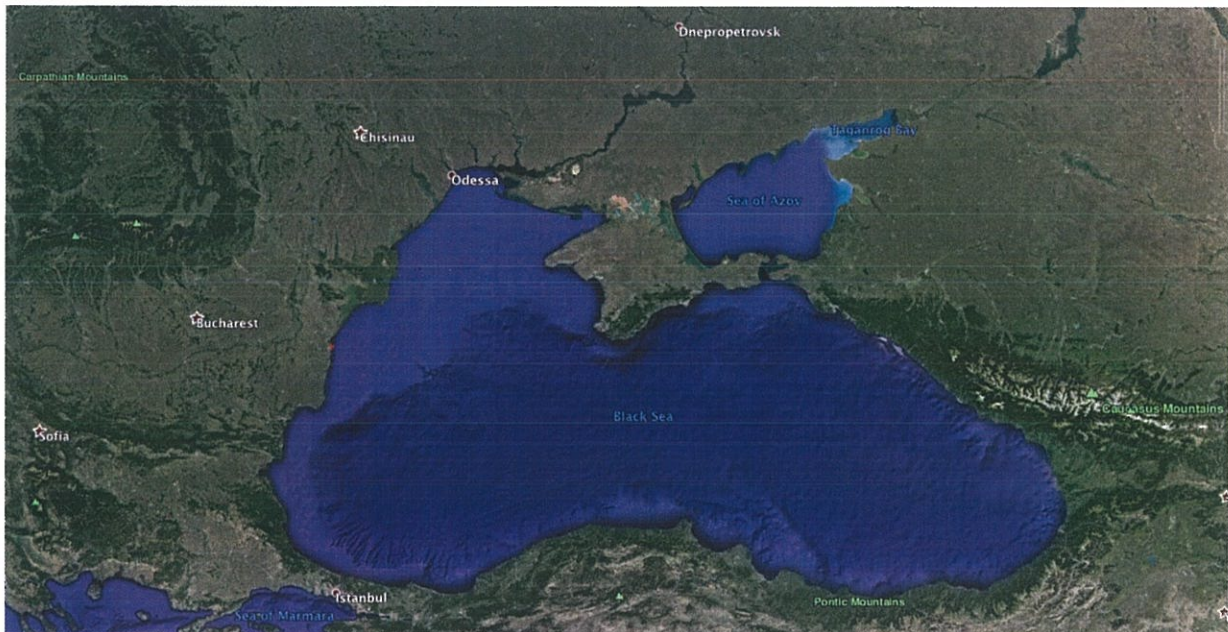 Dnepropetrovsk
Carpathian Mountains
Taganrog Bay
Chisinau
Odessa
Sea of Azov
Bucharest
Caucasus Mountains
Black Sea
Sofia
Istanbul
Pontic Mountains
Sea of Marmara